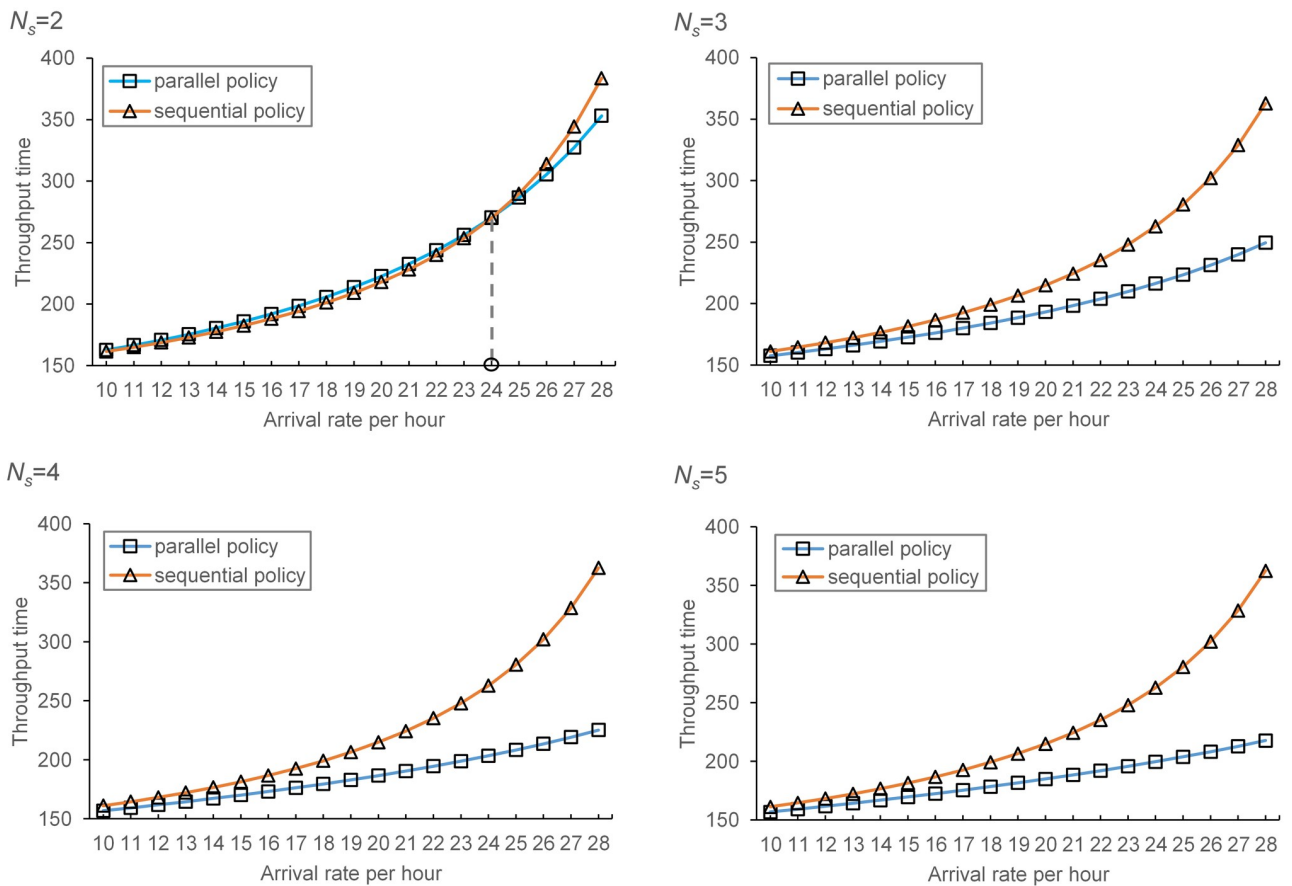 Ns=2
400
350
300
250
200
150
Throughput time
parallel policy
sequential policy
10 11 12 13 14 15 16 17 18 19 20 21 22 23 24 25 26 27 28
Arrival rate per hour
Ns=3
400
350
300
250
200
150
Throughput time
parallel policy
sequential policy
10 11 12 13 14 15 16 17 18 19 20 21 22 23 24 25 26 27 28
Arrival rate per hour
Ns=4
400
350
300
250
200
150
Throughput time
parallel policy
sequential policy
10 11 12 13 14 15 16 17 18 19 20 21 22 23 24 25 26 27 28
Arrival rate per hour
Ns=5
400
350
300
250
200
150
Throughput time
parallel policy
sequential policy
10 11 12 13 14 15 16 17 18 19 20 21 22 23 24 25 26 27 28
Arrival rate per hour